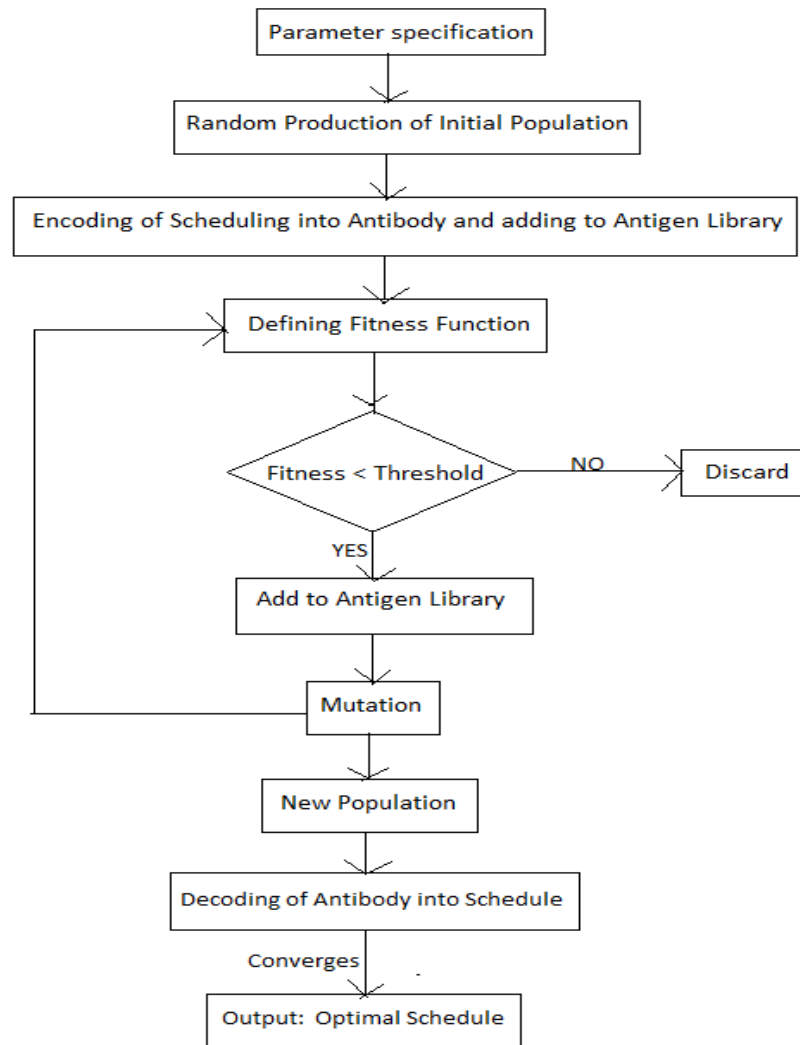 Parameter specification
Random Production of Initial Population
Encoding of Scheduling into Antibody and adding to Antigen Library
Defining Fitness Function
Fitness < Threshold
NO
Discard
YES
Add to Antigen Library
Mutation
New Population
Decoding of Antibody into Schedule
Converges
Output: Optimal Schedule